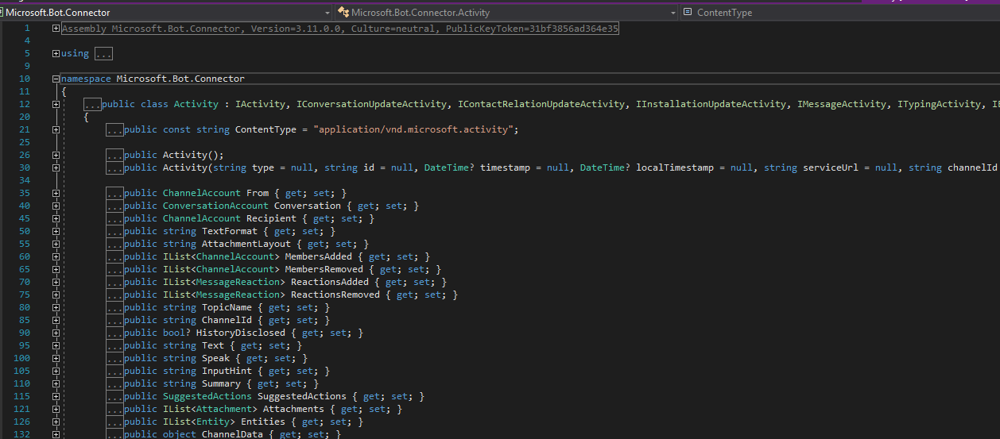 Microsoft.Bot.Connector Microsoft.Bot.Connector.Activity ContentType
1 Assembly Microsoft.Bot.Connector, Version=3.11.0.0, Culture=neutral, PublicKeyToken=31bf3856ad364e35
4
5 using ...
9
10 namespace Microsoft.Bot.Connector
11 {
12 ...public class Activity : IActivity, IConversationUpdateActivity, IContactRelationUpdateActivity, IInstallationUpdateActivity, IMessageActivity, ITypingActivity,
20 {
21 ...public const string ContentType = "application/vnd.microsoft.activity";
25
26 ...public Activity();
30 ...public Activity(string type = null, string id = null, DateTime? timestamp = null, DateTime? localTimestamp = null, string serviceUrl = null, string channelId
34
35 ...public ChannelAccount From { get; set; }
40 ...public ConversationAccount Conversation { get; set; }
45 ...public ChannelAccount Recipient { get; set; }
50 ...public string TextFormat { get; set; }
55 ...public string AttachmentLayout { get; set; }
60 ...public IList<ChannelAccount> MembersAdded { get; set; }
65 ...public IList<ChannelAccount> MembersRemoved { get; set; }
70 ...public IList<MessageReaction> ReactionsAdded { get; set; }
75 ...public IList<MessageReaction> ReactionsRemoved { get; set; }
80 ...public string TopicName { get; set; }
85 ...public string ChannelId { get; set; }
90 ...public bool? HistoryDisclosed { get; set; }
95 ...public string Text { get; set; }
100 ...public string Speak { get; set; }
105 ...public string InputHint { get; set; }
110 ...public string Summary { get; set; }
115 ...public SuggestedActions SuggestedActions { get; set; }
121 ...public IList<Attachment> Attachments { get; set; }
126 ...public IList<Entity> Entities { get; set; }
132 ...public object ChannelData { get; set; }